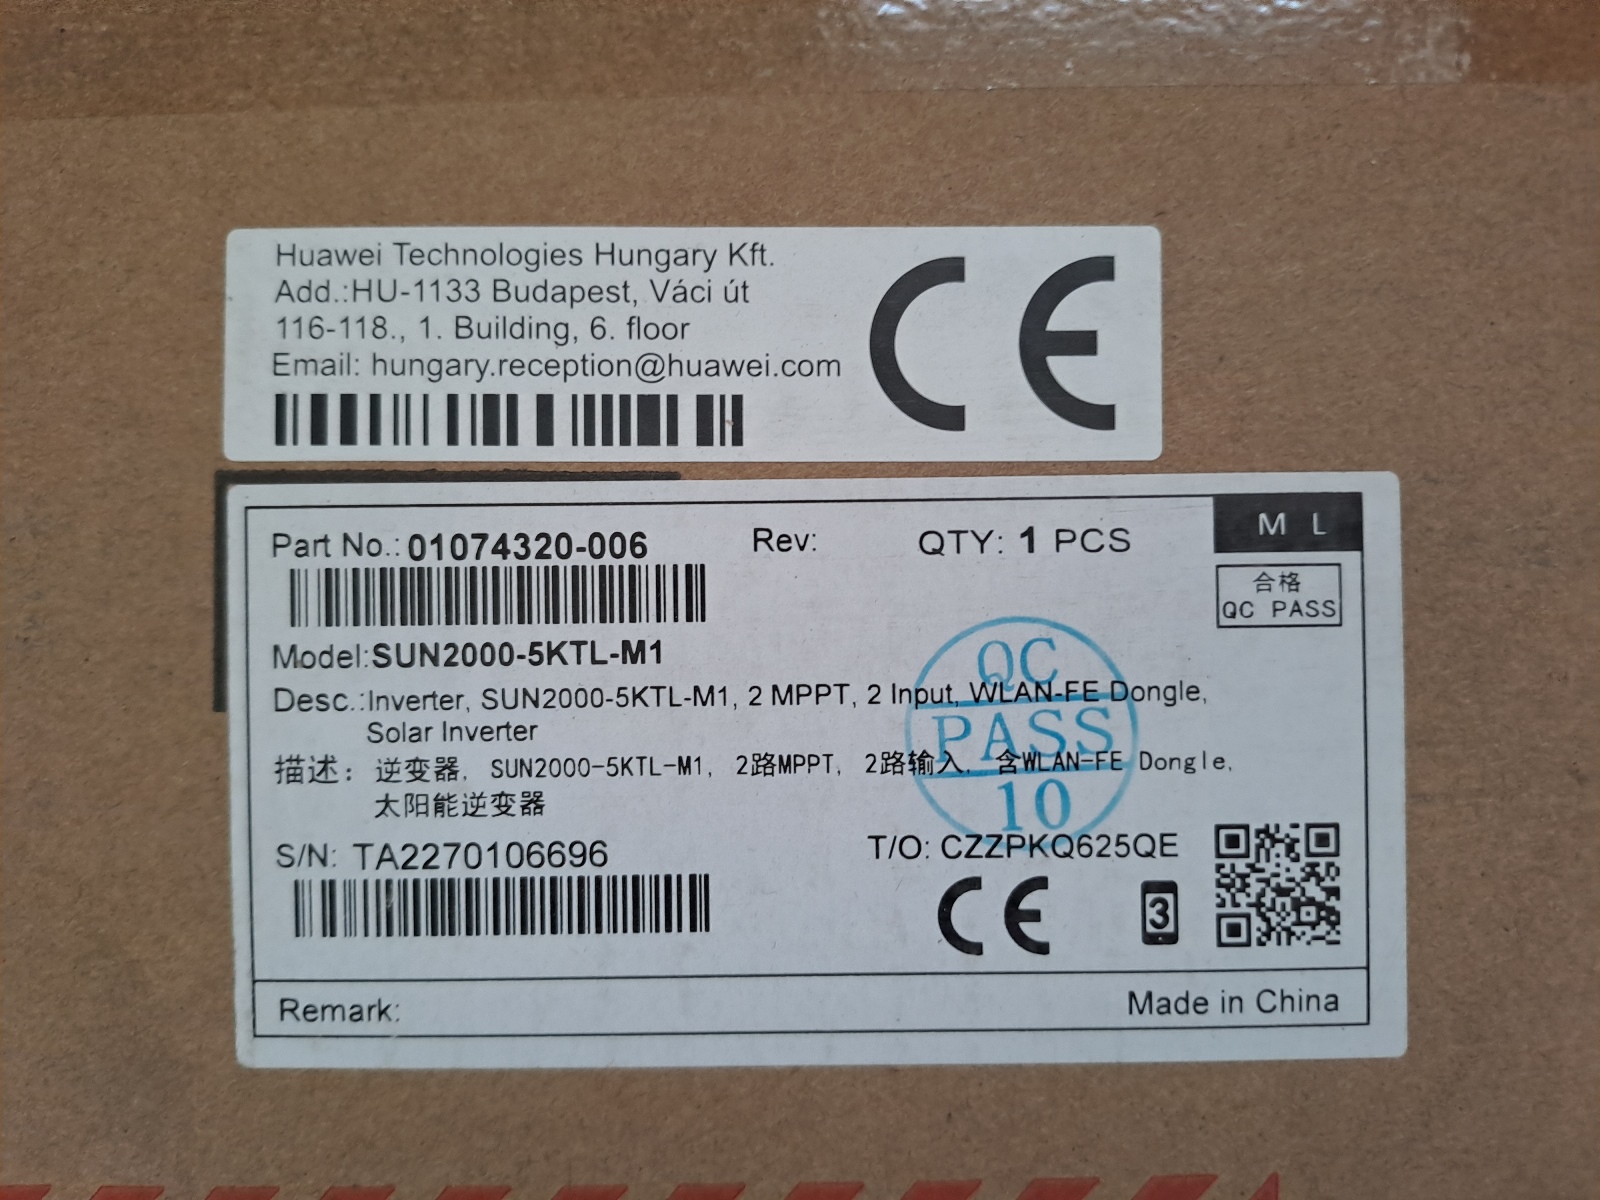 Huawei Technologies Hungary Kft.
Add.:HU-1133 Budapest, Váci út
116-118., 1. Building, 6. floor
Email: hungary.reception@huawei.com
CE
Part No.: 01074320-006
Rev:
QTY: 1 PCS
M L
合格
QC PASS
Model:SUN2000-5KTL-M1
QC
PASS
10
Desc.:Inverter, SUN2000-5KTL-M1, 2 MPPT, 2 Input, WLAN-FE Dongle,
Solar Inverter
描述: 逆变器, SUN2000-5KTL-M1, 2路MPPT, 2路输入, 含WLAN-FE Dongle,
太阳能逆变器
S/N: TA2270106696
T/O: CZZPKQ625QE
CE
3
Remark:
Made in China